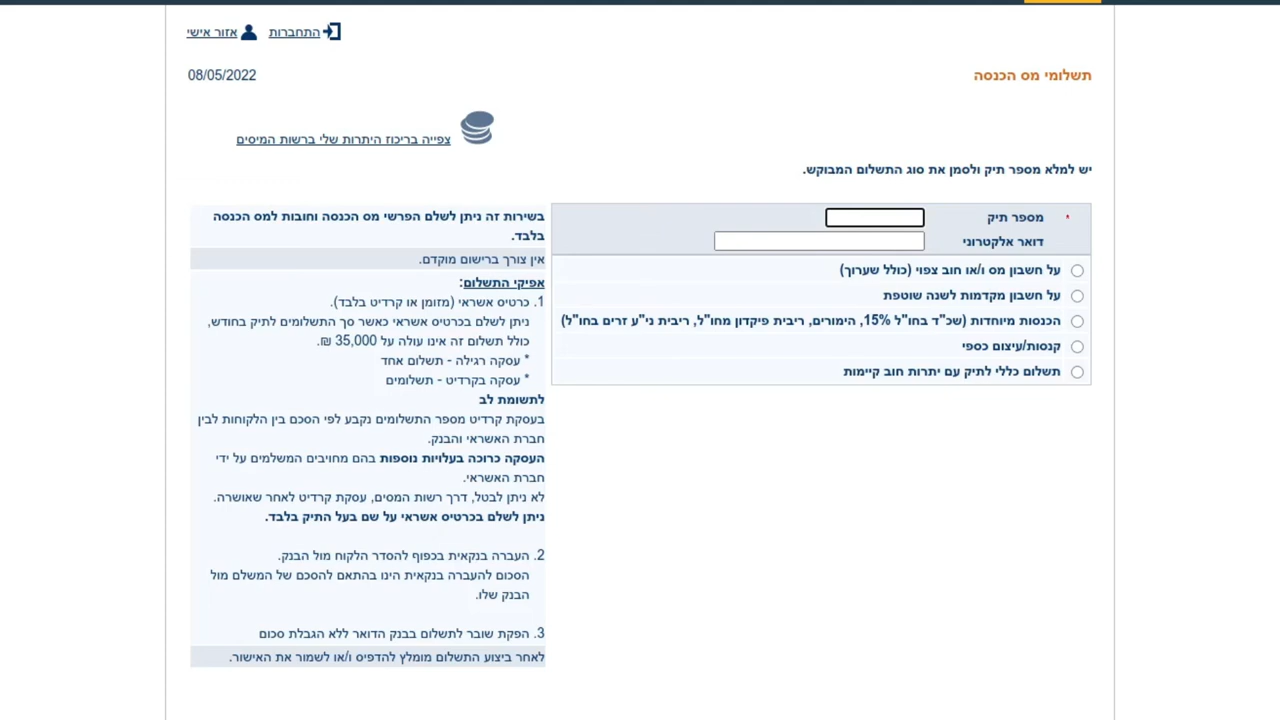 התחברות
אזור אישי
תשלומי מס הכנסה
08/05/2022
צפייה בריכוז היתרות שלי ברשות המיסים
יש למלא מספר תיק ולסמן את סוג התשלום המבוקש.
* מספר תיק
דואר אלקטרוני
על חשבון מס ו/או חוב צפוי (כולל שערוך)
על חשבון מקדמות לשנה שוטפת
הכנסות מיוחדות (שכ"ד בחו"ל 15%, הימורים, ריבית פיקדון מחו"ל, ריבית ני"ע זרים בחו"ל)
קנסות/עיצום כספי
תשלום כללי לתיק עם יתרות חוב קיימות
בשירות זה ניתן לשלם הפרשי מס הכנסה וחובות למס הכנסה
בלבד.
אין צורך ברישום מוקדם.
אפיקי התשלום:
1. כרטיס אשראי (מזומן או קרדיט בלבד).
ניתן לשלם בכרטיס אשראי כאשר סך התשלומים לתיק בחודש,
כולל תשלום זה אינו עולה על 35,000 ₪.
* עסקה רגילה - תשלום אחד
* עסקה בקרדיט - תשלומים
לתשומת לב
בעסקת קרדיט מספר התשלומים נקבע לפי הסכם בין הלקוחות לבין
חברת האשראי והבנק.
העסקה כרוכה בעלויות נוספות בהם מחויבים המשלמים על ידי
חברת האשראי.
לא ניתן לבטל, דרך רשות המסים, עסקת קרדיט לאחר שאושרה.
ניתן לשלם בכרטיס אשראי על שם בעל התיק בלבד.
2. העברה בנקאית בכפוף להסדר הלקוח מול הבנק.
הסכום להעברה בנקאית הינו בהתאם להסכם של המשלם מול
הבנק שלו.
3. הפקת שובר לתשלום בבנק הדואר ללא הגבלת סכום
לאחר ביצוע התשלום מומלץ להדפיס ו/או לשמור את האישור.